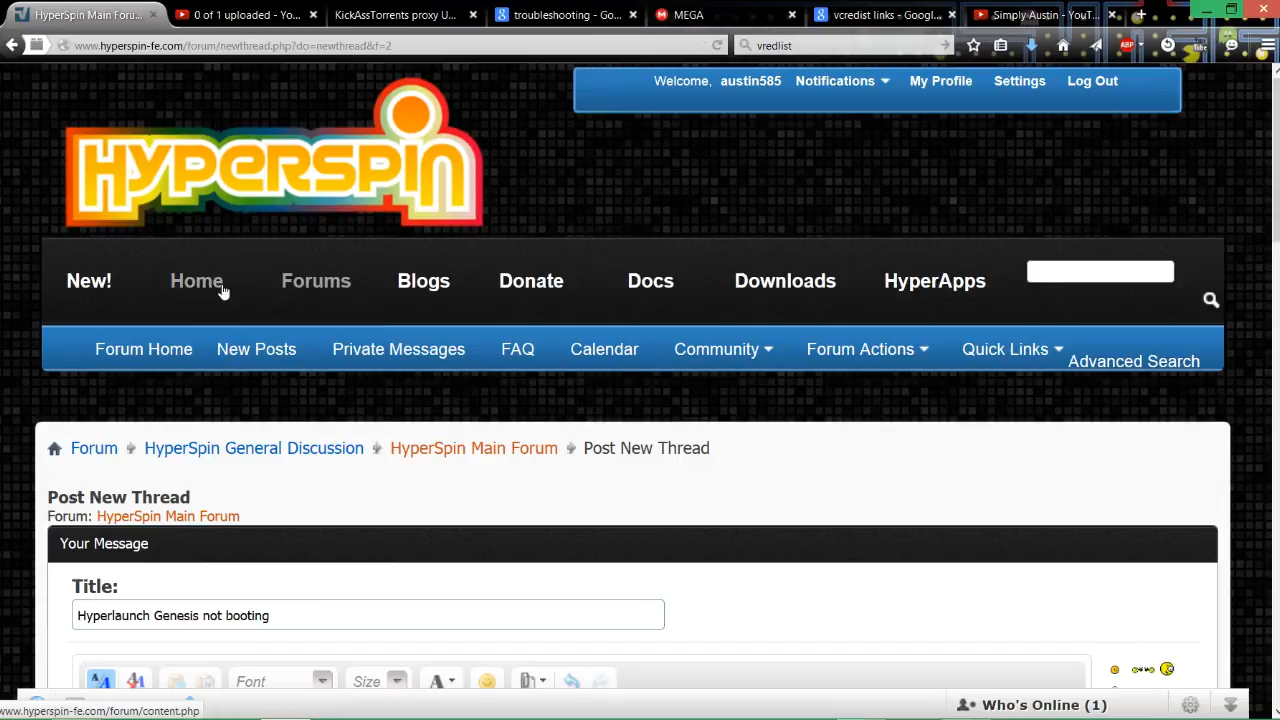 HyperSpin Main Forum...
0 of 1 uploaded - Yo...
KickAssTorrents proxy U...
troubleshooting - Go...
MEGA
vcredist links - Googl...
Simply Austin - YouT...
www.hyperspin-fe.com/forum/newthread.php?do=newthread&f=2
vredlist
ABP
Welcome, austin585 Notifications My Profile Settings Log Out
HYPERSPIN
New! Home Forums Blogs Donate Docs Downloads HyperApps
Forum Home New Posts Private Messages FAQ Calendar Community Forum Actions Quick Links Advanced Search
Forum HyperSpin General Discussion HyperSpin Main Forum Post New Thread
Post New Thread
Forum: HyperSpin Main Forum
Your Message
Title:
Hyperlaunch Genesis not booting
Font Size A
Who's Online (1)
www.hyperspin-fe.com/forum/content.php